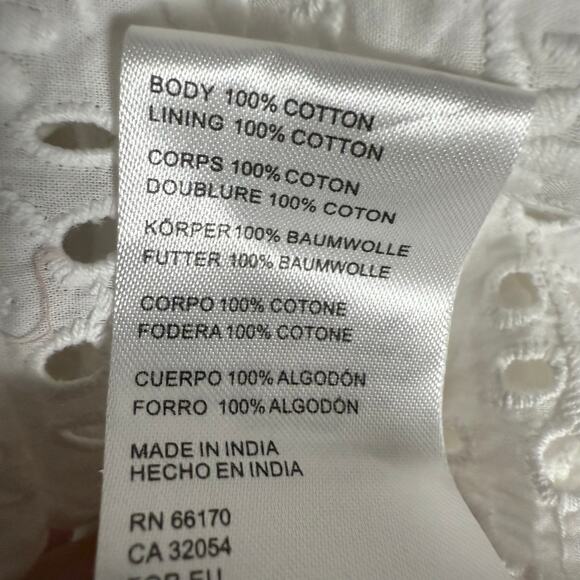 BODY 100% COTTON
LINING 100% COTTON
CORPS 100% COTON
DOUBLURE 100% COTON
KÖRPER 100% BAUMWOLLE
FUTTER 100% BAUMWOLLE
CORPO 100% COTONE
FODERA 100% COTONE
CUERPO 100% ALGODÓN
FORRO 100% ALGODÓN
MADE IN INDIA
HECHO EN INDIA
RN 66170
CA 32054
FOR EU